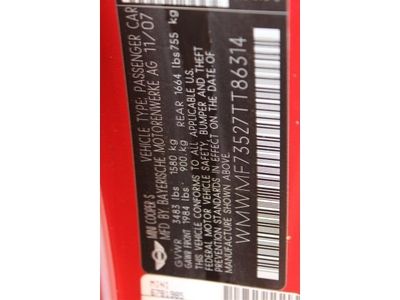 MINI COOPER S
VEHICLE TYPE: PASSENGER CAR
MFD BY BAYERISCHE MOTORENWERKE AG 11/07
GVWR 3483 lbs 1580 kg
GAWR FRONT 1984 lbs 900 kg REAR 1664 lbs 755 kg
THIS VEHICLE CONFORMS TO ALL APPLICABLE U.S.
FEDERAL MOTOR VEHICLE SAFETY, BUMPER AND THEFT
PREVENTION STANDARDS IN EFFECT ON THE DATE OF
MANUFACTURE SHOWN ABOVE.
WMWMF73527TT86314
MINI